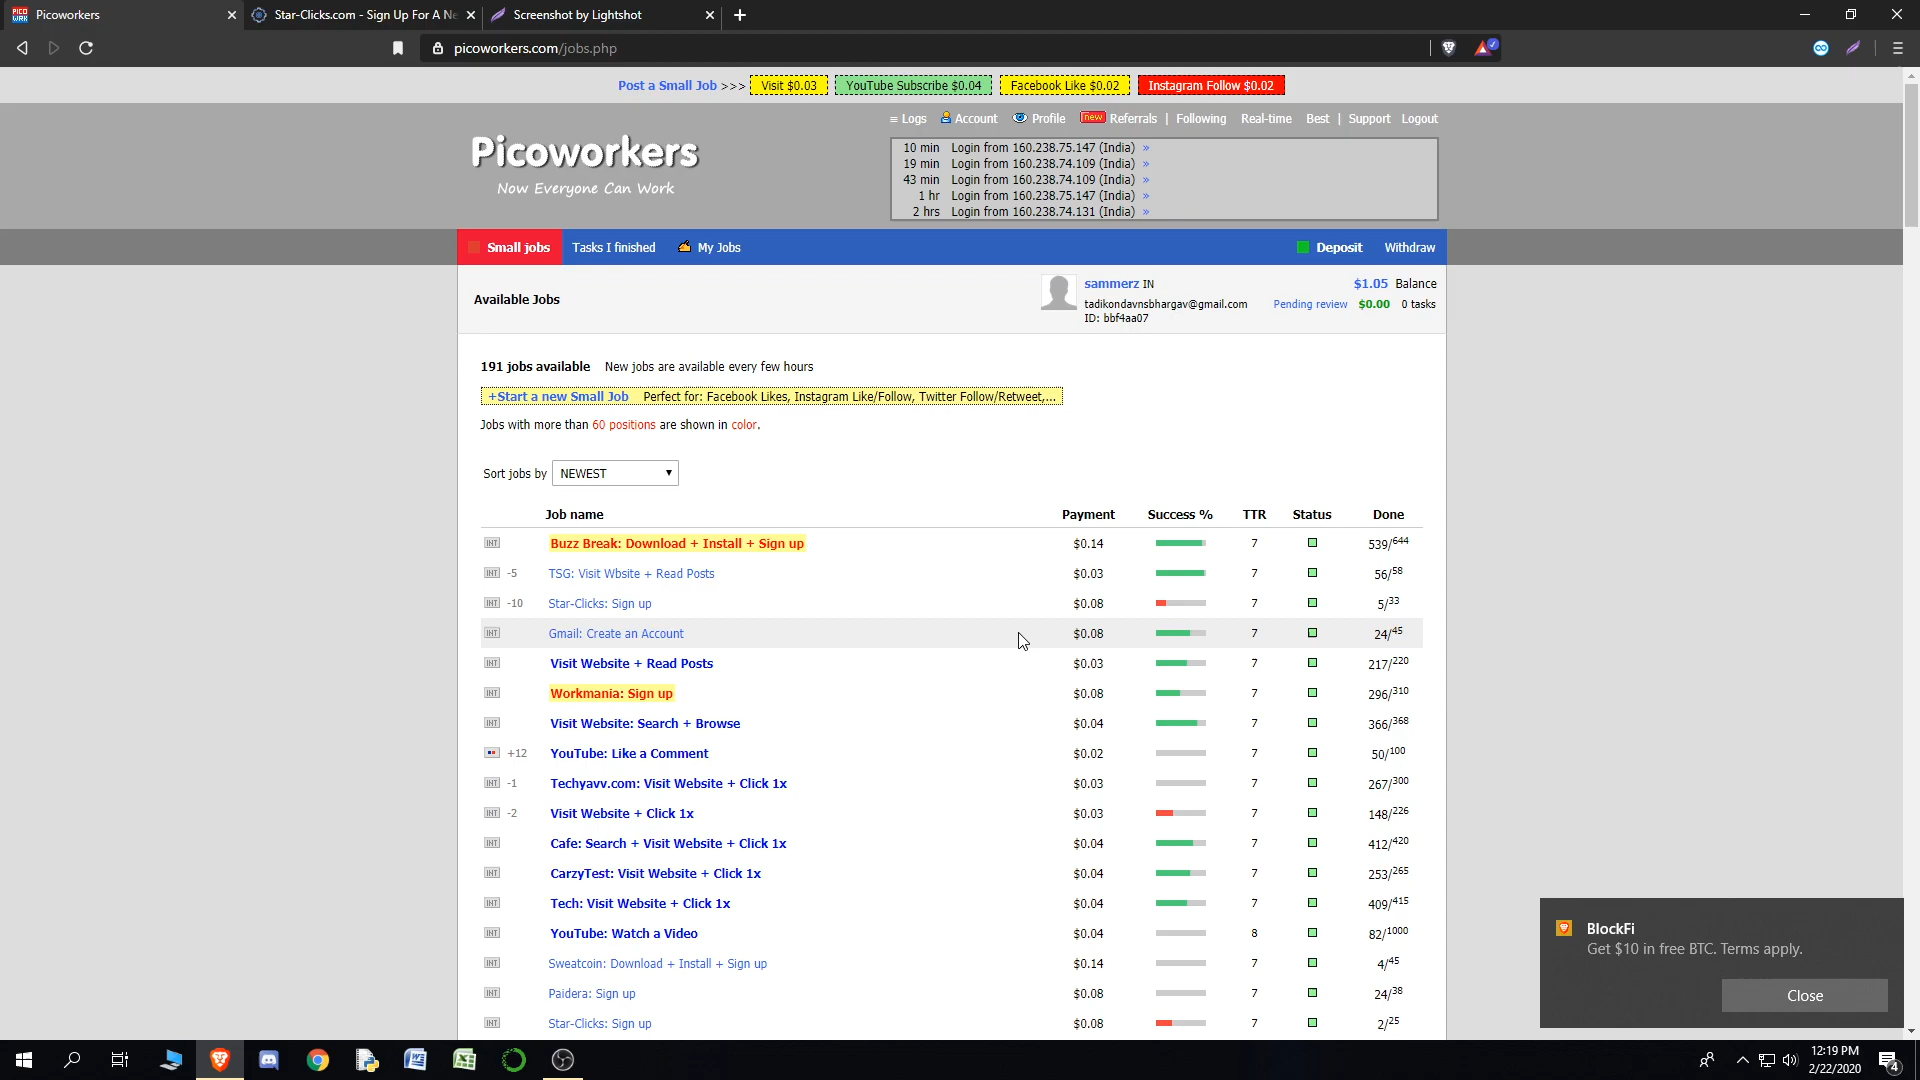 Picoworkers
Star-Clicks.com - Sign Up For A Ne
Screenshot by Lightshot
picoworkers.com/jobs.php
Post a Small Job >>> Visit $0.03 YouTube Subscribe $0.04 Facebook Like $0.02 Instagram Follow $0.02
≡ Logs Account Profile new Referrals | Following Real-time Best | Support Logout
Picoworkers
Now Everyone Can Work
10 min Login from 160.238.75.147 (India) »
19 min Login from 160.238.74.109 (India) »
43 min Login from 160.238.74.109 (India) »
1 hr Login from 160.238.75.147 (India) »
2 hrs Login from 160.238.74.131 (India) »
Small jobs Tasks I finished My Jobs Deposit Withdraw
Available Jobs
sammerz IN
tadikondavnsbhargav@gmail.com
ID: bbf4aa07
$1.05 Balance
Pending review $0.00 0 tasks
191 jobs available New jobs are available every few hours
+Start a new Small Job Perfect for: Facebook Likes, Instagram Like/Follow, Twitter Follow/Retweet,...
Jobs with more than 60 positions are shown in color.
Sort jobs by NEWEST
Job name Payment Success % TTR Status Done
INT Buzz Break: Download + Install + Sign up $0.14 7 539/644
INT -5 TSG: Visit Wbsite + Read Posts $0.03 7 56/58
INT -10 Star-Clicks: Sign up $0.08 7 5/33
INT Gmail: Create an Account $0.08 7 24/45
INT Visit Website + Read Posts $0.03 7 217/220
INT Workmania: Sign up $0.08 7 296/310
INT Visit Website: Search + Browse $0.04 7 366/368
+12 YouTube: Like a Comment $0.02 7 50/100
INT -1 Techyavv.com: Visit Website + Click 1x $0.03 7 267/300
INT -2 Visit Website + Click 1x $0.03 7 148/226
INT Cafe: Search + Visit Website + Click 1x $0.04 7 412/420
INT CarzyTest: Visit Website + Click 1x $0.04 7 253/265
INT Tech: Visit Website + Click 1x $0.04 7 409/415
INT YouTube: Watch a Video $0.04 8 82/1000
INT Sweatcoin: Download + Install + Sign up $0.14 7 4/45
INT Paidera: Sign up $0.08 7 24/38
INT Star-Clicks: Sign up $0.08 7 2/25
BlockFi
Get $10 in free BTC. Terms apply.
Close
12:19 PM
2/22/2020
4